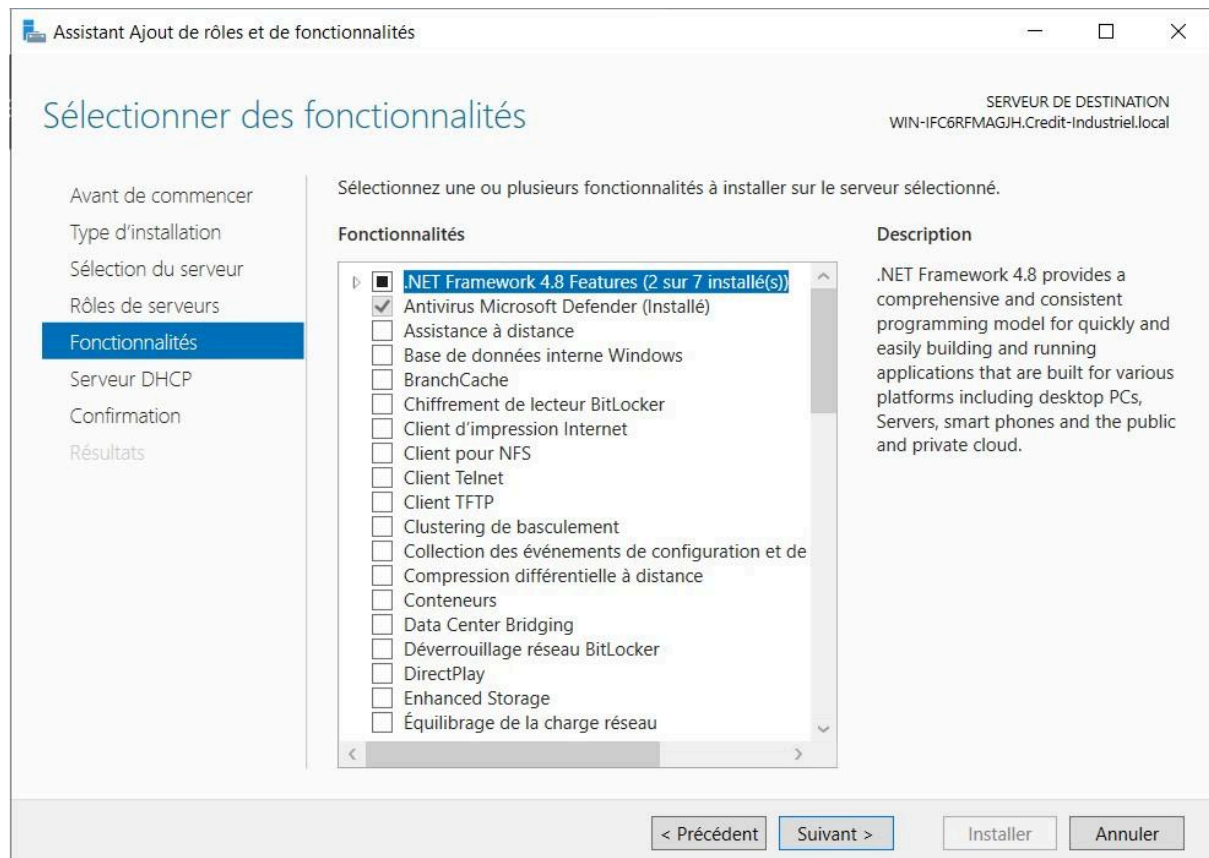 Assistant Ajout de rôles et de fonctionnalités
Sélectionner des fonctionnalités
SERVEUR DE DESTINATION
WIN-IFC6RFMAGJH.Credit-Industriel.local
Avant de commencer
Type d'installation
Sélection du serveur
Rôles de serveurs
Fonctionnalités
Serveur DHCP
Confirmation
Résultats
Sélectionnez une ou plusieurs fonctionnalités à installer sur le serveur sélectionné.
Fonctionnalités
.NET Framework 4.8 Features (2 sur 7 installé(s))
Antivirus Microsoft Defender (Installé)
Assistance à distance
Base de données interne Windows
BranchCache
Chiffrement de lecteur BitLocker
Client d'impression Internet
Client pour NFS
Client Telnet
Client TFTP
Clustering de basculement
Collection des événements de configuration et de
Compression différentielle à distance
Conteneurs
Data Center Bridging
Déverrouillage réseau BitLocker
DirectPlay
Enhanced Storage
Équilibrage de la charge réseau
Description
.NET Framework 4.8 provides a
comprehensive and consistent
programming model for quickly and
easily building and running
applications that are built for various
platforms including desktop PCs,
Servers, smart phones and the public
and private cloud.
< Précédent
Suivant >
Installer
Annuler